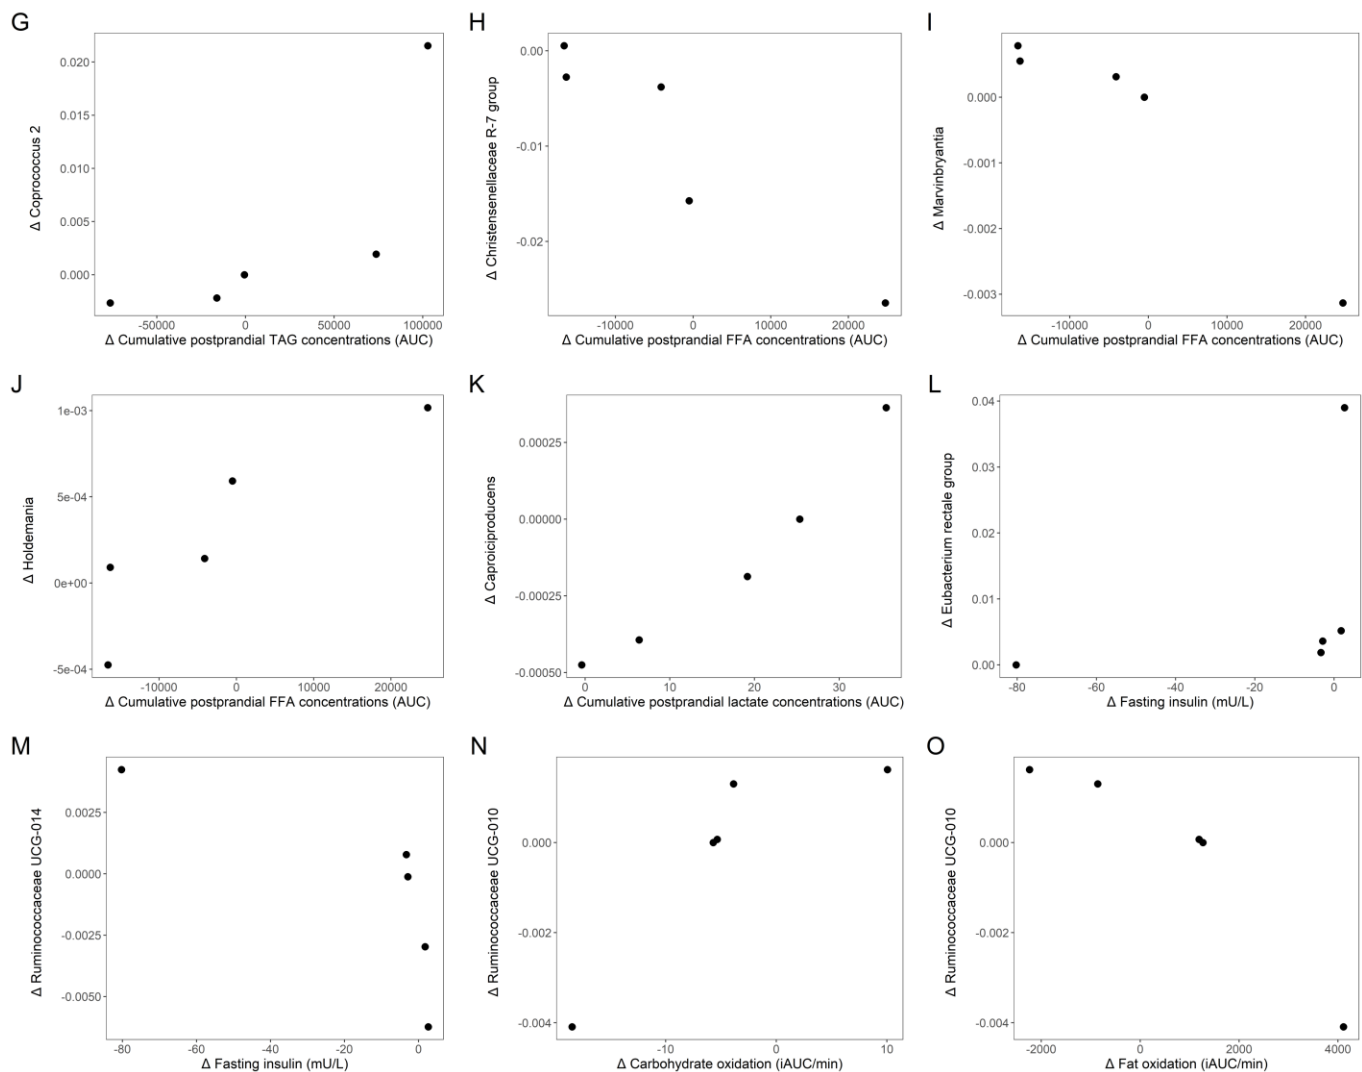 G
0.020
0.015
0.010
0.005
0.000
Δ Coprococcus 2
-50000 0 50000 100000
Δ Cumulative postprandial TAG concentrations (AUC)
H
0.00
-0.01
-0.02
Δ Christensenellaceae R-7 group
-10000 0 10000 20000
Δ Cumulative postprandial FFA concentrations (AUC)
I
0.000
-0.001
-0.002
-0.003
Δ Marvinbryantia
-10000 0 10000 20000
Δ Cumulative postprandial FFA concentrations (AUC)
J
1e-03
5e-04
0e+00
-5e-04
Δ Holdemania
-10000 0 10000 20000
Δ Cumulative postprandial FFA concentrations (AUC)
K
0.00025
0.00000
-0.00025
-0.00050
Δ Caproiciproducens
0 10 20 30
Δ Cumulative postprandial lactate concentrations (AUC)
L
0.04
0.03
0.02
0.01
0.00
Δ Eubacterium rectale group
-80 -60 -40 -20 0
Δ Fasting insulin (mU/L)
M
0.0025
0.0000
-0.0025
-0.0050
Δ Ruminococcaceae UCG-014
-80 -60 -40 -20 0
Δ Fasting insulin (mU/L)
N
0.000
-0.002
-0.004
Δ Ruminococcaceae UCG-010
-10 0 10
Δ Carbohydrate oxidation (iAUC/min)
O
0.000
-0.002
-0.004
Δ Ruminococcaceae UCG-010
-2000 0 2000 4000
Δ Fat oxidation (iAUC/min)